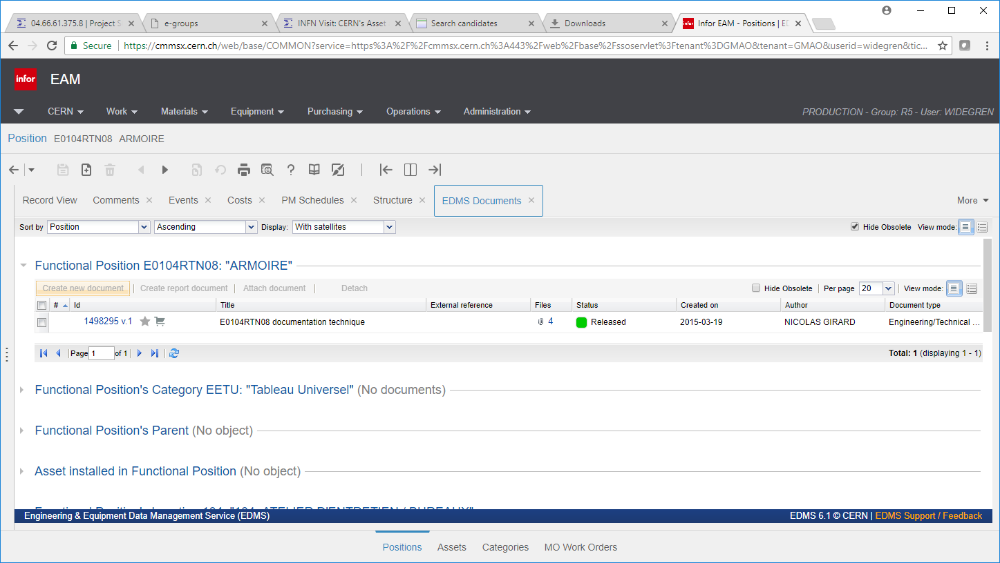 04.66.61.375.8 | Project S
e-groups
INFN Visit: CERN's Asset
Search candidates
Downloads
infor Infor EAM - Positions | E
Secure https://cmmsx.cern.ch/web/base/COMMON?service=https%3A%2F%2Fcmmsx.cern.ch%3A443%2Fweb%2Fbase%2Fssoservlet%3Ftenant%3DGMAO&tenant=GMAO&userid=widegren&tic...
infor EAM
CERN Work Materials Equipment Purchasing Operations Administration PRODUCTION - Group: R5 - User: WIDEGREN
Position E0104RTN08 ARMOIRE
Record View Comments Events Costs PM Schedules Structure EDMS Documents More
Sort by Position Ascending Display: With satellites Hide Obsolete View mode:
Functional Position E0104RTN08: "ARMOIRE"
Create new document Create report document Attach document Detach Hide Obsolete Per page 20 View mode:
# Id Title External reference Files Status Created on Author Document type
1498295 v.1 E0104RTN08 documentation technique 4 Released 2015-03-19 NICOLAS GIRARD Engineering/Technical ...
Page 1 of 1 Total: 1 (displaying 1 - 1)
Functional Position's Category EETU: "Tableau Universel" (No documents)
Functional Position's Parent (No object)
Asset installed in Functional Position (No object)
Engineering & Equipment Data Management Service (EDMS) EDMS 6.1 © CERN | EDMS Support / Feedback
Positions Assets Categories MO Work Orders